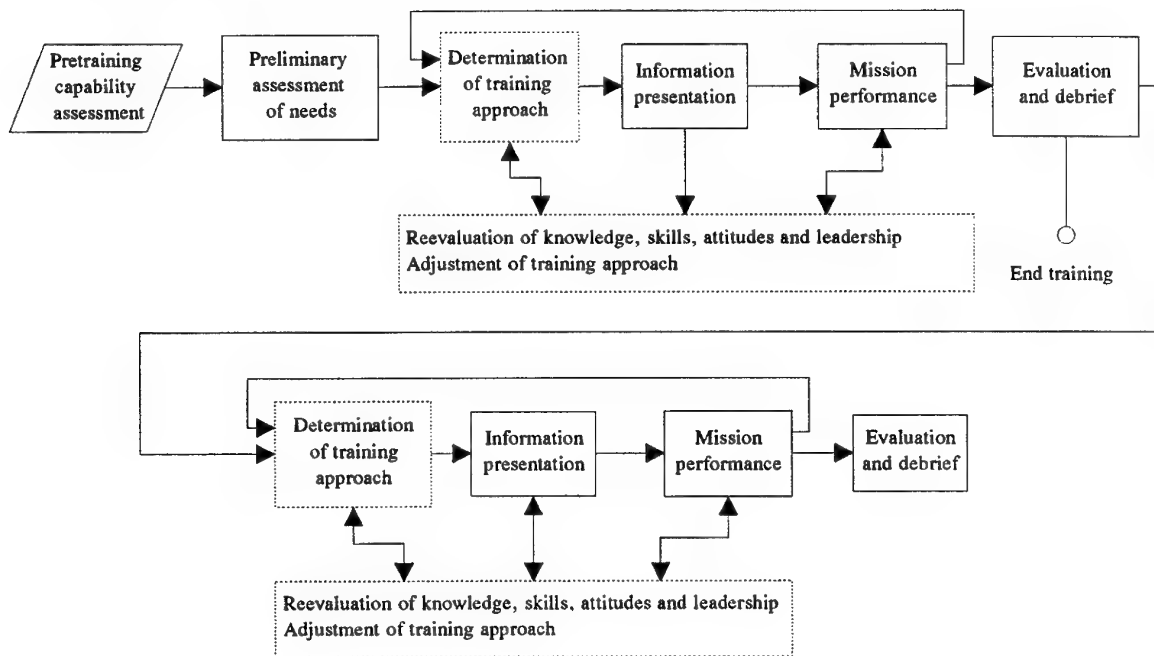 Pretraining
capability
assessment
Preliminary
assessment
of needs
Determination
of training
approach
Information
presentation
Mission
performance
Evaluation
and debrief
Reevaluation of knowledge, skills, attitudes and leadership
Adjustment of training approach
End training
Determination
of training
approach
Information
presentation
Mission
performance
Evaluation
and debrief
Reevaluation of knowledge, skills, attitudes and leadership
Adjustment of training approach